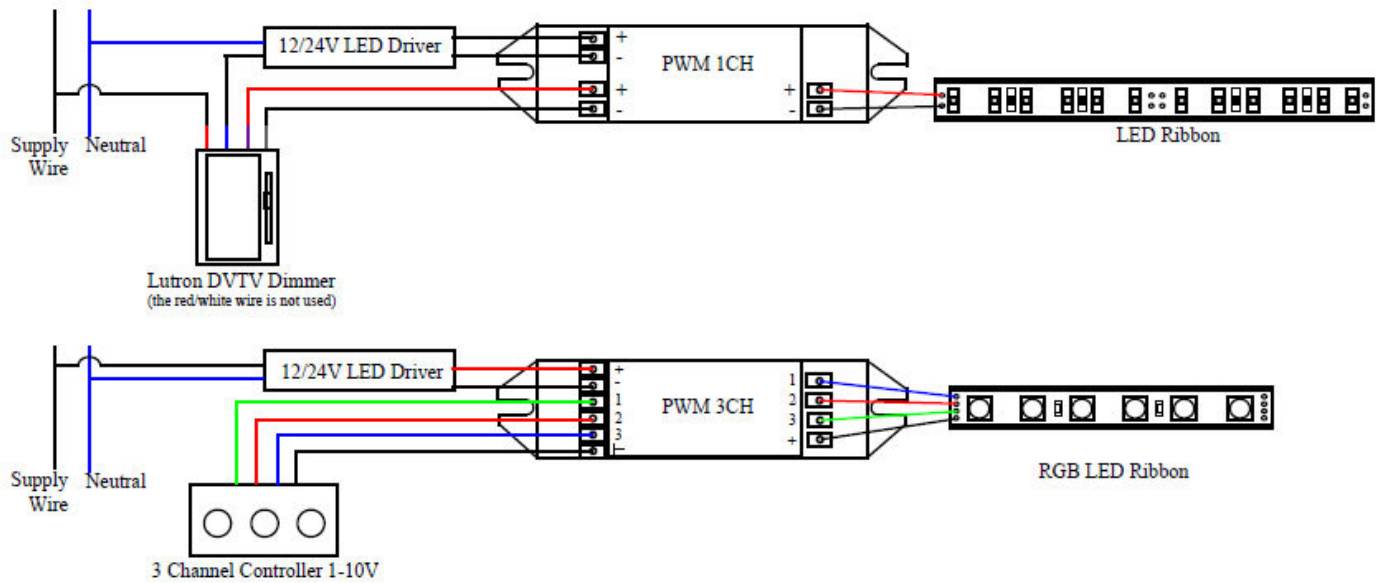 12/24V LED Driver
+
-
+
-
PWM 1CH
+
-
LED Ribbon
Supply Neutral
Wire
Lutron DVTV Dimmer
(the red/white wire is not used)
12/24V LED Driver
+
-
1
2
3
PWM 3CH
1
2
3
+
RGB LED Ribbon
Supply Neutral
Wire
3 Channel Controller 1-10V